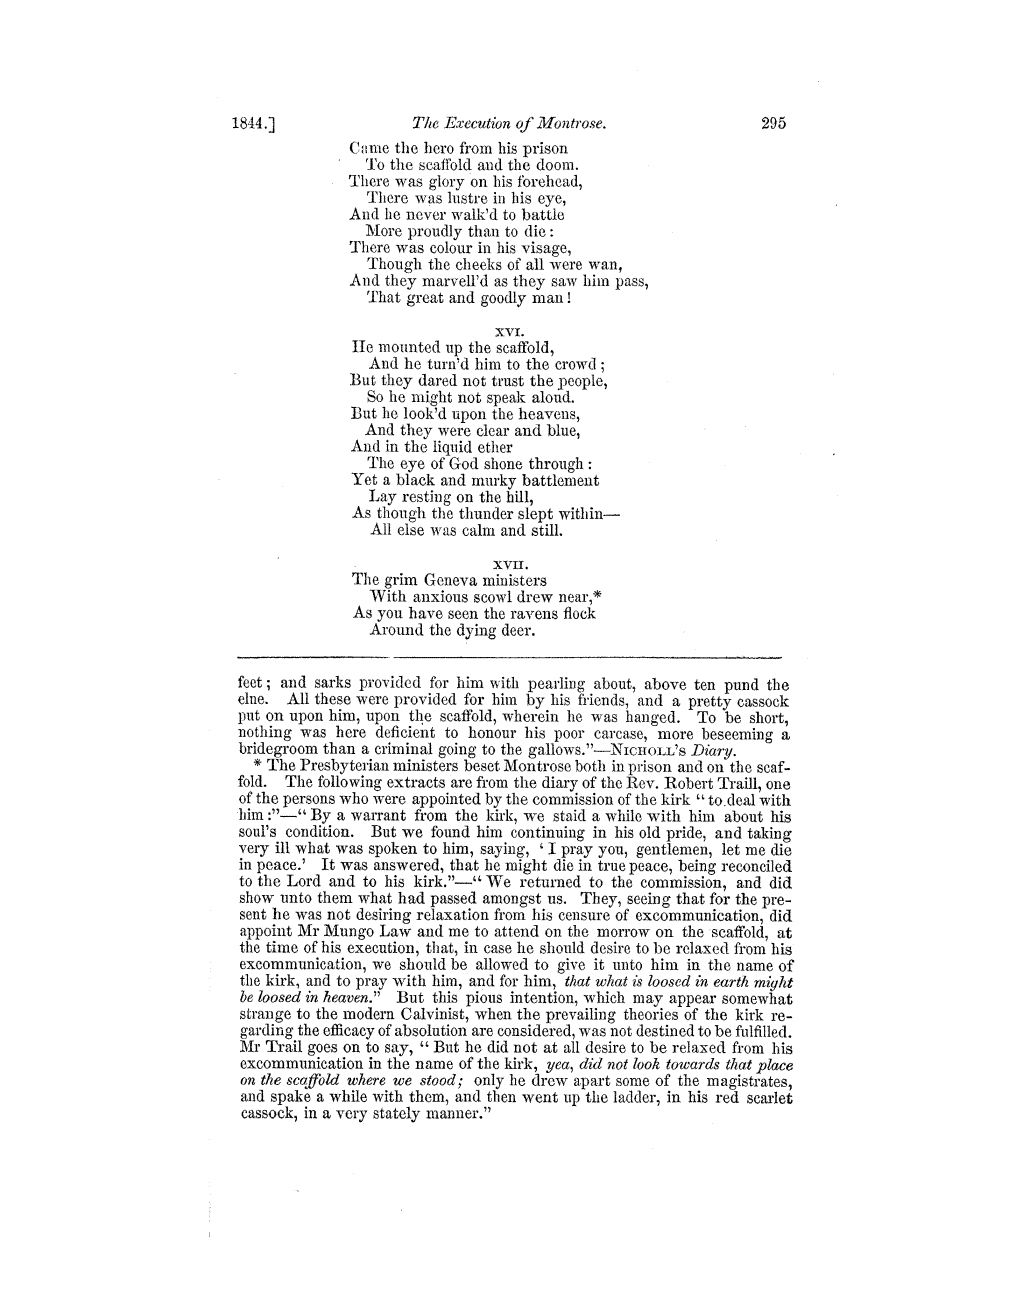 1844.] The Execution of Montrose. 295
Came the hero from his prison
To the scaffold and the doom.
There was glory on his forehead,
There was lustre in his eye,
And he never walk'd to battle
More proudly than to die :
There was colour in his visage,
Though the cheeks of all were wan,
And they marvell'd as they saw him pass,
That great and goodly man !
XVI.
He mounted up the scaffold,
And he turn'd him to the crowd ;
But they dared not trust the people,
So he might not speak aloud.
But he look'd upon the heavens,
And they were clear and blue,
And in the liquid ether
The eye of God shone through :
Yet a black and murky battlement
Lay resting on the hill,
As though the thunder slept within—
All else was calm and still.
XVII.
The grim Geneva ministers
With anxious scowl drew near,*
As you have seen the ravens flock
Around the dying deer.
feet ; and sarks provided for him with pearling about, above ten pund the
elne. All these were provided for him by his friends, and a pretty cassock
put on upon him, upon the scaffold, wherein he was hanged. To be short,
nothing was here deficient to honour his poor carcase, more beseeming a
bridegroom than a criminal going to the gallows."—NICHOLL'S Diary.
* The Presbyterian ministers beset Montrose both in prison and on the scaf-
fold. The following extracts are from the diary of the Rev. Robert Traill, one
of the persons who were appointed by the commission of the kirk " to deal with
him :"—" By a warrant from the kirk, we staid a while with him about his
soul's condition. But we found him continuing in his old pride, and taking
very ill what was spoken to him, saying, ' I pray you, gentlemen, let me die
in peace.' It was answered, that he might die in true peace, being reconciled
to the Lord and to his kirk."—" We returned to the commission, and did
show unto them what had passed amongst us. They, seeing that for the pre-
sent he was not desiring relaxation from his censure of excommunication, did
appoint Mr Mungo Law and me to attend on the morrow on the scaffold, at
the time of his execution, that, in case he should desire to be relaxed from his
excommunication, we should be allowed to give it unto him in the name of
the kirk, and to pray with him, and for him, that what is loosed in earth might
be loosed in heaven." But this pious intention, which may appear somewhat
strange to the modern Calvinist, when the prevailing theories of the kirk re-
garding the efficacy of absolution are considered, was not destined to be fulfilled.
Mr Trail goes on to say, " But he did not at all desire to be relaxed from his
excommunication in the name of the kirk, yea, did not look towards that place
on the scaffold where we stood; only he drew apart some of the magistrates,
and spake a while with them, and then went up the ladder, in his red scarlet
cassock, in a very stately manner."